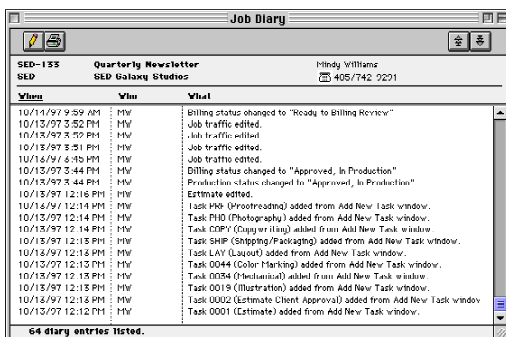 Job Diary
SED-133 Quarterly Newsletter Mindy Williams
SED SED Galaxy Studios 405/742-9291
When Who What
10/14/97 9:59 AM MW Billing status changed to "Ready to Billing Review"
10/13/97 3:52 PM MW Job traffic edited.
10/13/97 3:52 PM MW Job traffic edited.
10/13/97 3:51 PM MW Job traffic edited.
10/13/97 3:45 PM MW Job traffic edited.
10/13/97 3:44 PM MW Billing status changed to "Approved, In Production"
10/13/97 3:44 PM MW Production status changed to "Approved, In Production"
10/13/97 12:16 PM MW Estimate edited.
10/13/97 12:14 PM MW Task PRF (Proofreading) added from Add New Task window.
10/13/97 12:14 PM MW Task PHO (Photography) added from Add New Task window.
10/13/97 12:14 PM MW Task COPY (Copywriting) added from Add New Task window.
10/13/97 12:13 PM MW Task SHIP (Shipping/Packaging) added from Add New Task window.
10/13/97 12:13 PM MW Task LAY (Layout) added from Add New Task window.
10/13/97 12:13 PM MW Task 0044 (Color Marking) added from Add New Task window.
10/13/97 12:13 PM MW Task 0034 (Mechanical) added from Add New Task window.
10/13/97 12:13 PM MW Task 0019 (Illustration) added from Add New Task window.
10/13/97 12:13 PM MW Task 0002 (Estimate Client Approval) added from Add New Task window
10/13/97 12:12 PM MW Task 0001 (Estimate) added from Add New Task window.
64 diary entries listed.